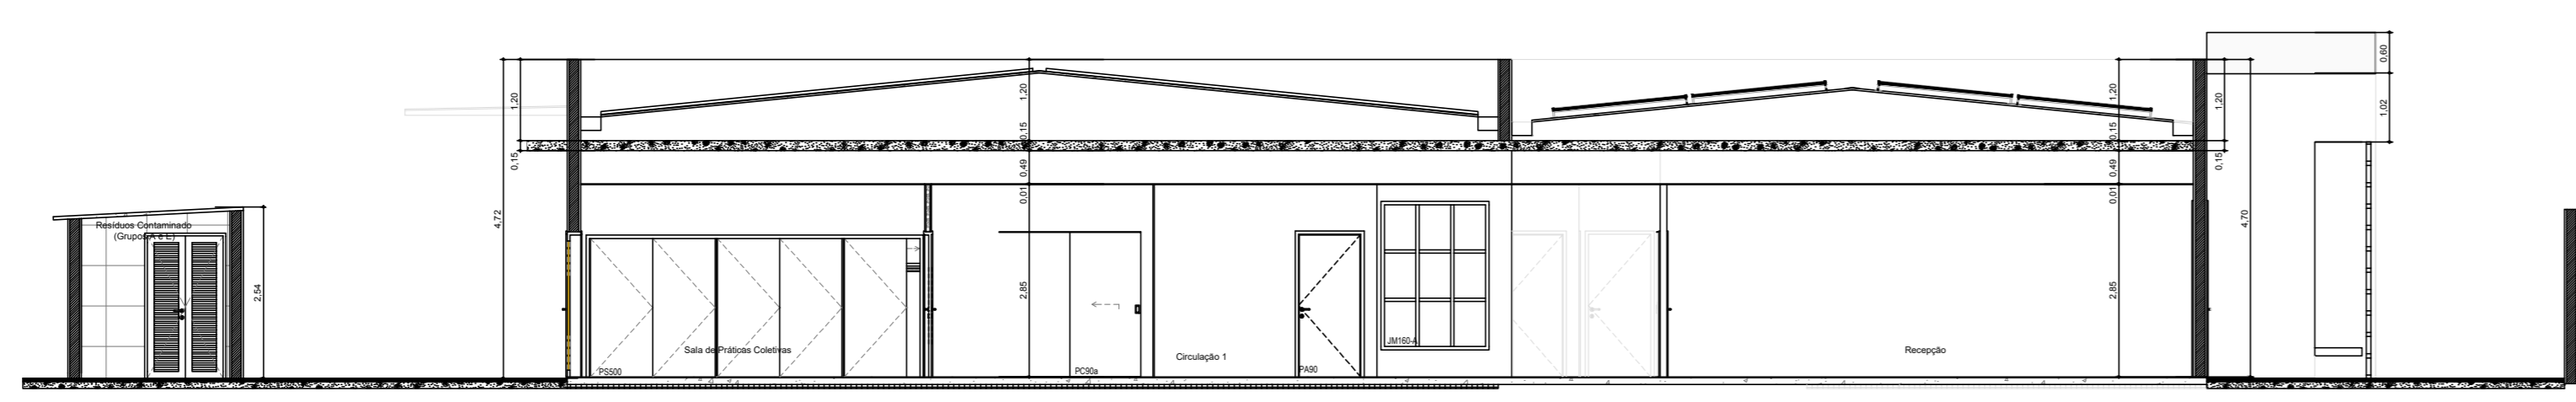 Resíduos Contaminado
(Grupos A e E)
2,54
4,72
1,20
0,15
Sala de Práticas Coletivas
PS500
1,20
0,15
0,49
0,01
2,85
PC90a
Circulação 1
PA90
JM160-A
Recepção
1,20
0,15
0,49
0,01
2,85
1,20
0,15
4,70
0,60
1,02